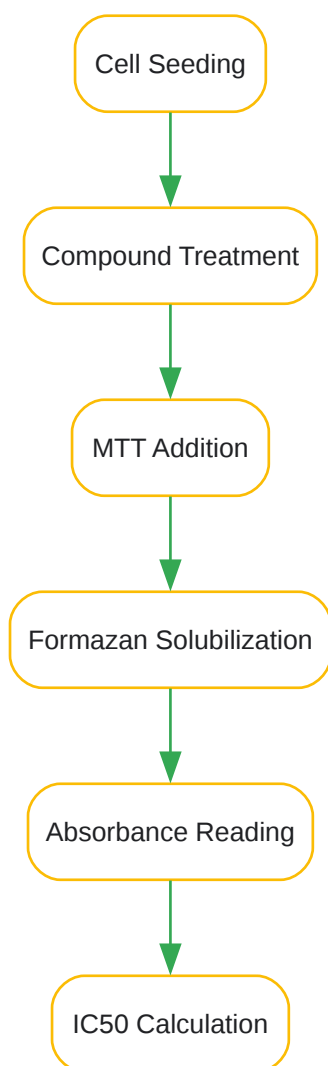 Cell Seeding
Compound Treatment
MTT Addition
Formazan Solubilization
Absorbance Reading
IC50 Calculation